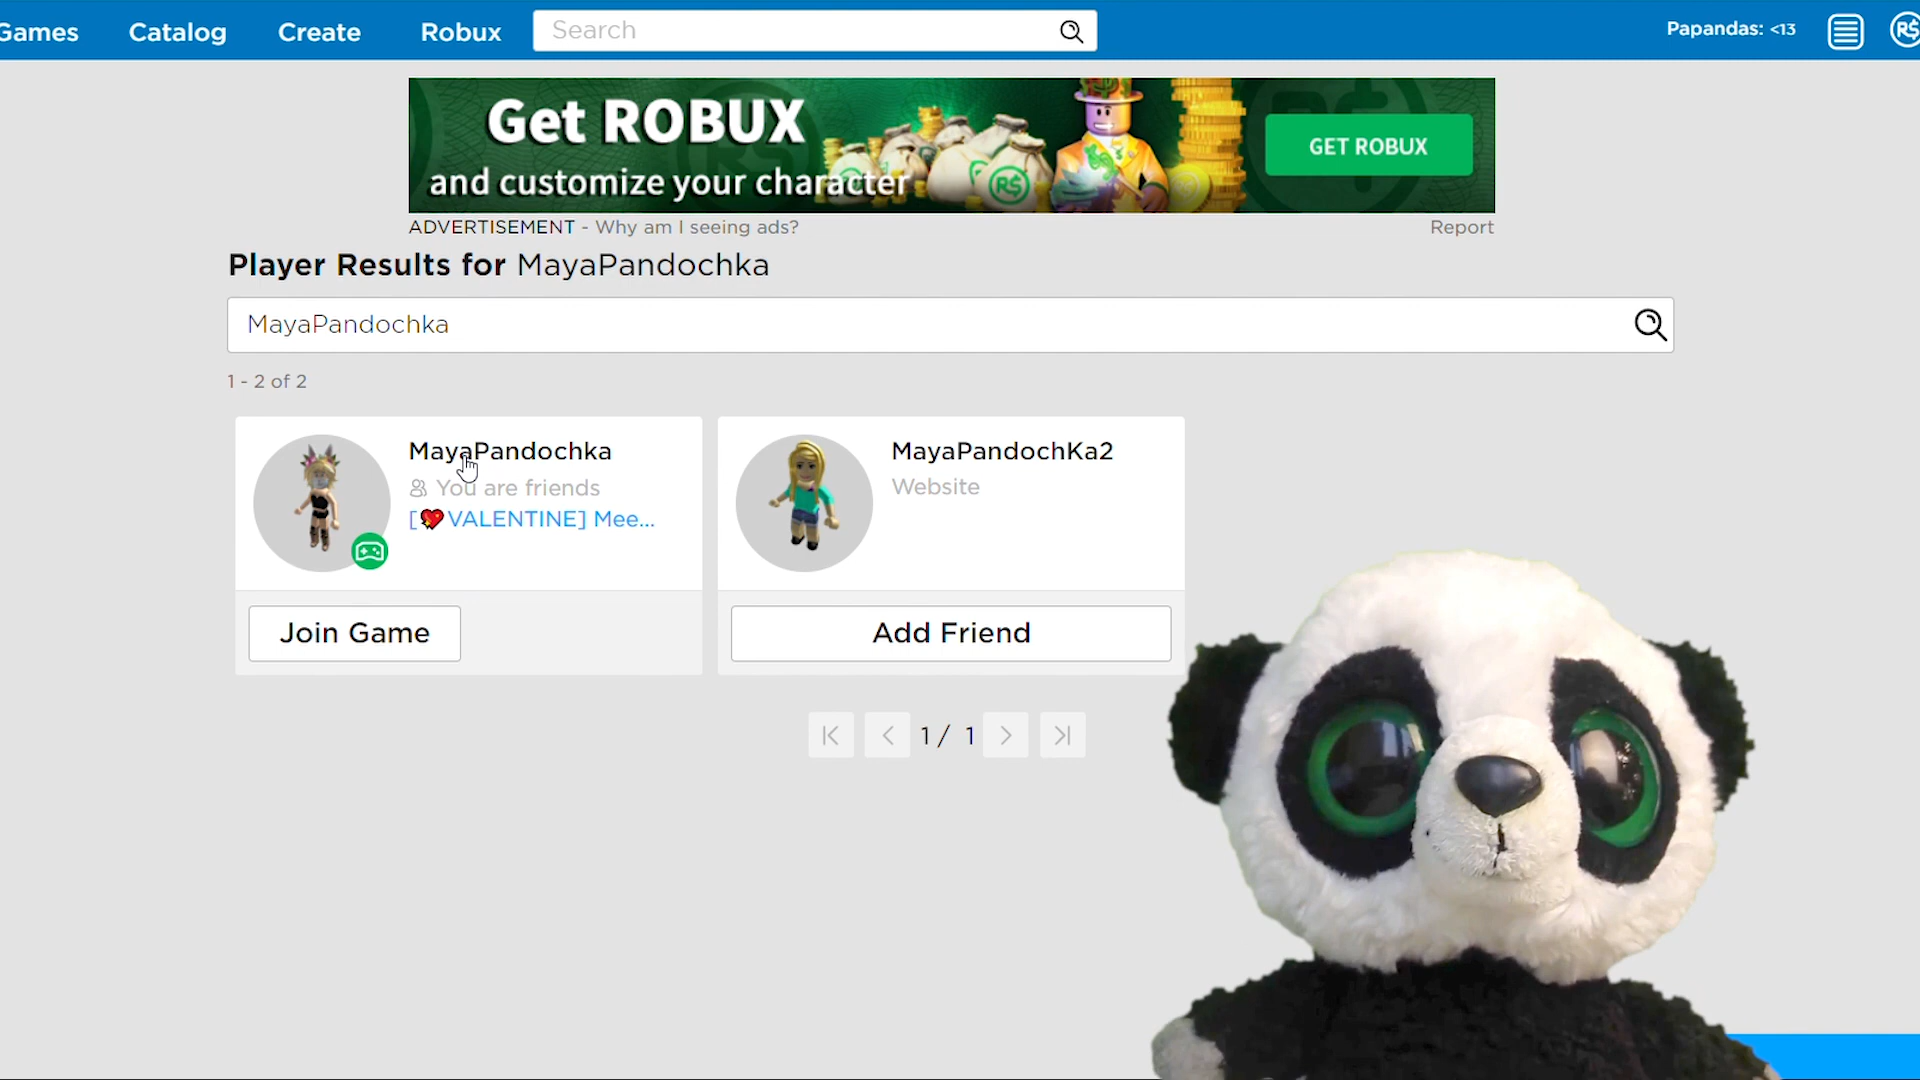 Games Catalog Create Robux Search Papandas: <13
Get ROBUX
and customize your character
GET ROBUX
ADVERTISEMENT - Why am I seeing ads? Report
Player Results for MayaPandochka
MayaPandochka
1 - 2 of 2
MayaPandochka
You are friends
[💘VALENTINE] Mee...
Join Game
MayaPandochKa2
Website
Add Friend
1 / 1